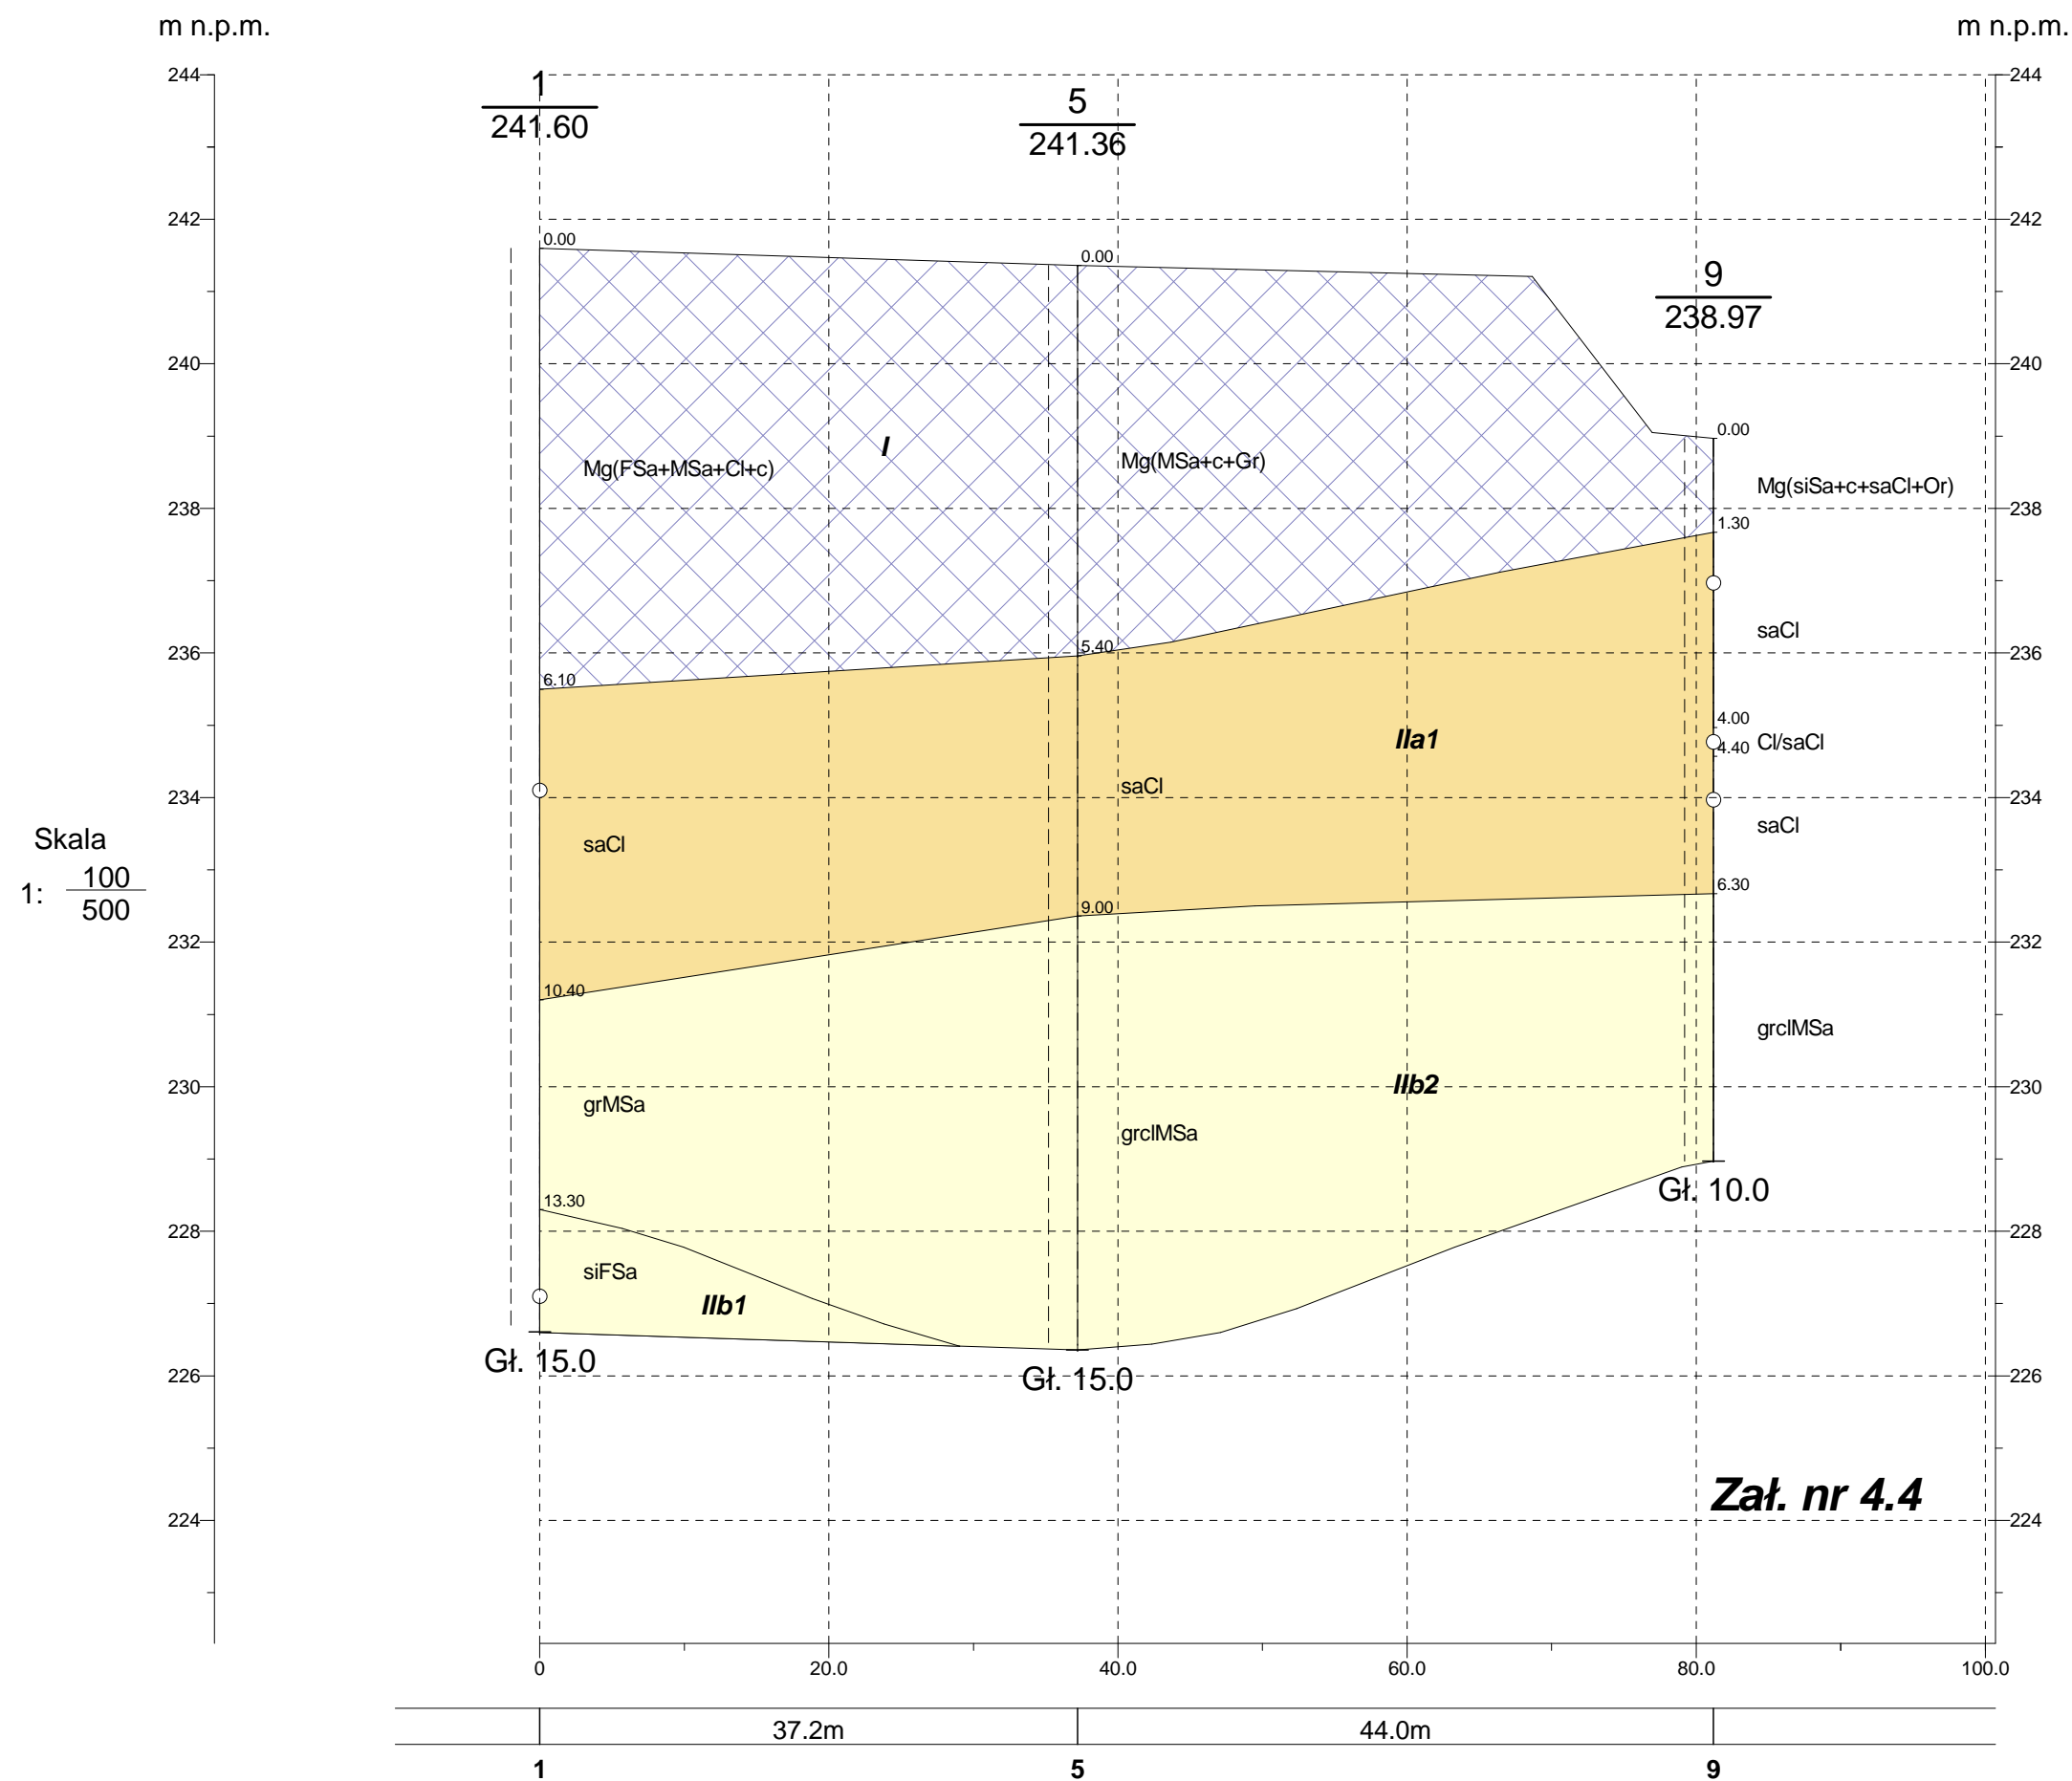 m n.p.m.
m n.p.m.
244
244
1
241.60
5
241.36
242
242
0.00
0.00
9
238.97
240
240
0.00
I
Mg(FSa+MSa+Cl+c)
Mg(MSa+c+Gr)
Mg(siSa+c+saCl+Or)
238
238
1.30
saCl
236
236
5.40
6.10
4.00
IIa1
Cl/saCl
4.40
saCl
234
234
saCl
Skala
saCl
1: 100
500
6.30
9.00
232
232
10.40
grclMSa
230
230
IIb2
grMSa
grclMSa
13.30
Gł. 10.0
228
228
siFSa
IIb1
Gł. 15.0
Gł. 15.0
226
226
Zał. nr 4.4
224
224
0
20.0
40.0
60.0
80.0
100.0
37.2m
44.0m
1
5
9